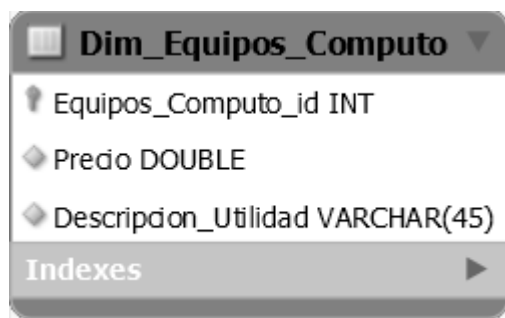 Dim_Equipos_Computo
Equipos_Computo_id INT
Precio DOUBLE
Descripcion_Utilidad VARCHAR(45)
Indexes